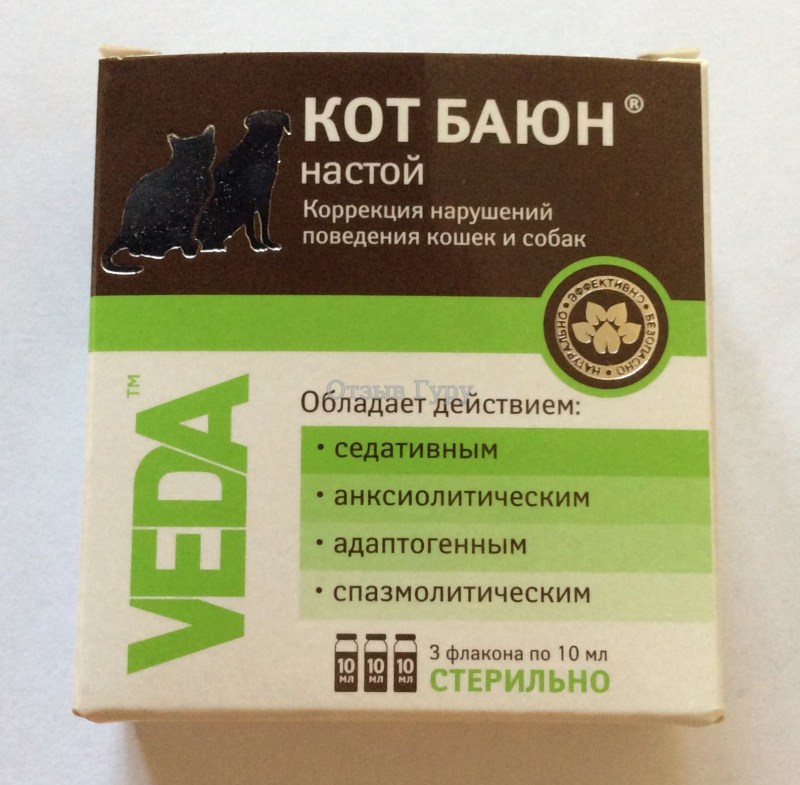 КОТ БАЮН®
настой
Коррекция нарушений
поведения кошек и собак
ЭФФЕКТИВНО • БЕЗОПАСНО • НАТУРАЛЬНО •
VEDA™
Отзыв Гуру
Обладает действием:
• седативным
• анксиолитическим
• адаптогенным
• спазмолитическим
10 мл 10 мл 10 мл
3 флакона по 10 мл
СТЕРИЛЬНО